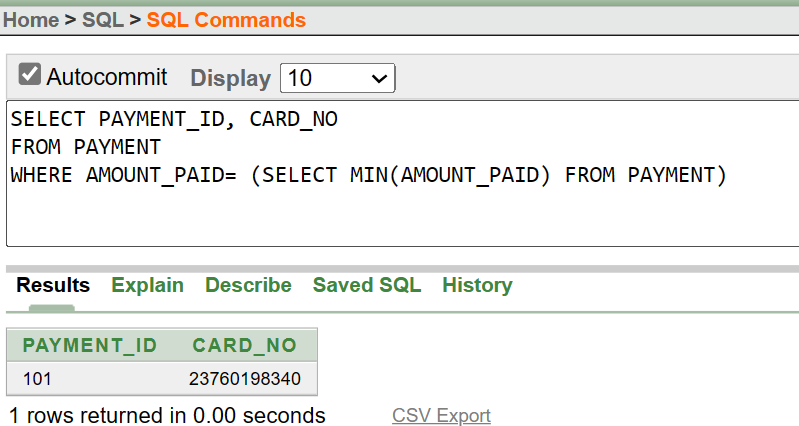 Home > SQL > SQL Commands
Autocommit Display 10
SELECT PAYMENT_ID, CARD_NO
FROM PAYMENT
WHERE AMOUNT_PAID= (SELECT MIN(AMOUNT_PAID) FROM PAYMENT)
Results Explain Describe Saved SQL History
PAYMENT_ID CARD_NO
101 23760198340
1 rows returned in 0.00 seconds CSV Export